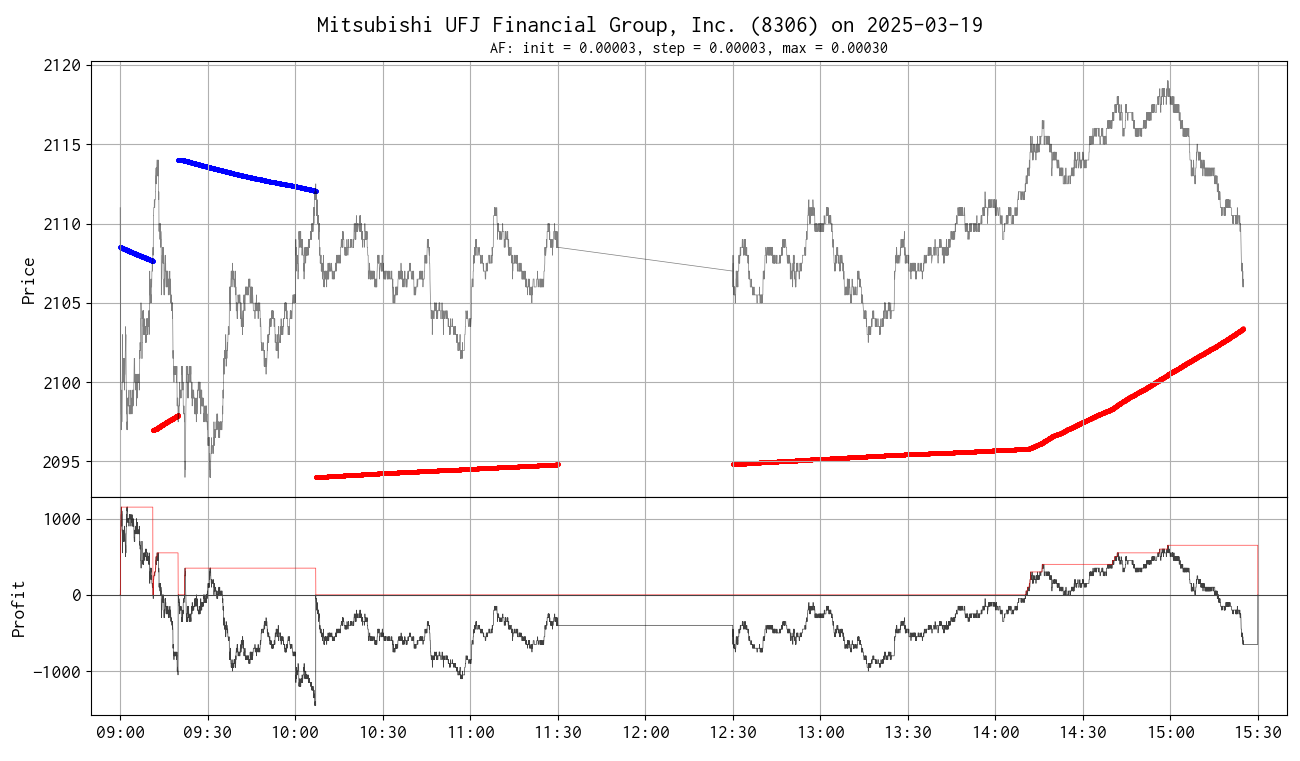 Mitsubishi UFJ Financial Group, Inc. (8306) on 2025-03-19
AF: init = 0.00003, step = 0.00003, max = 0.00030
2120
2115
2110
2105
2100
2095
Price
1000
0
−1000
Profit
09:00 09:30 10:00 10:30 11:00 11:30 12:00 12:30 13:00 13:30 14:00 14:30 15:00 15:30